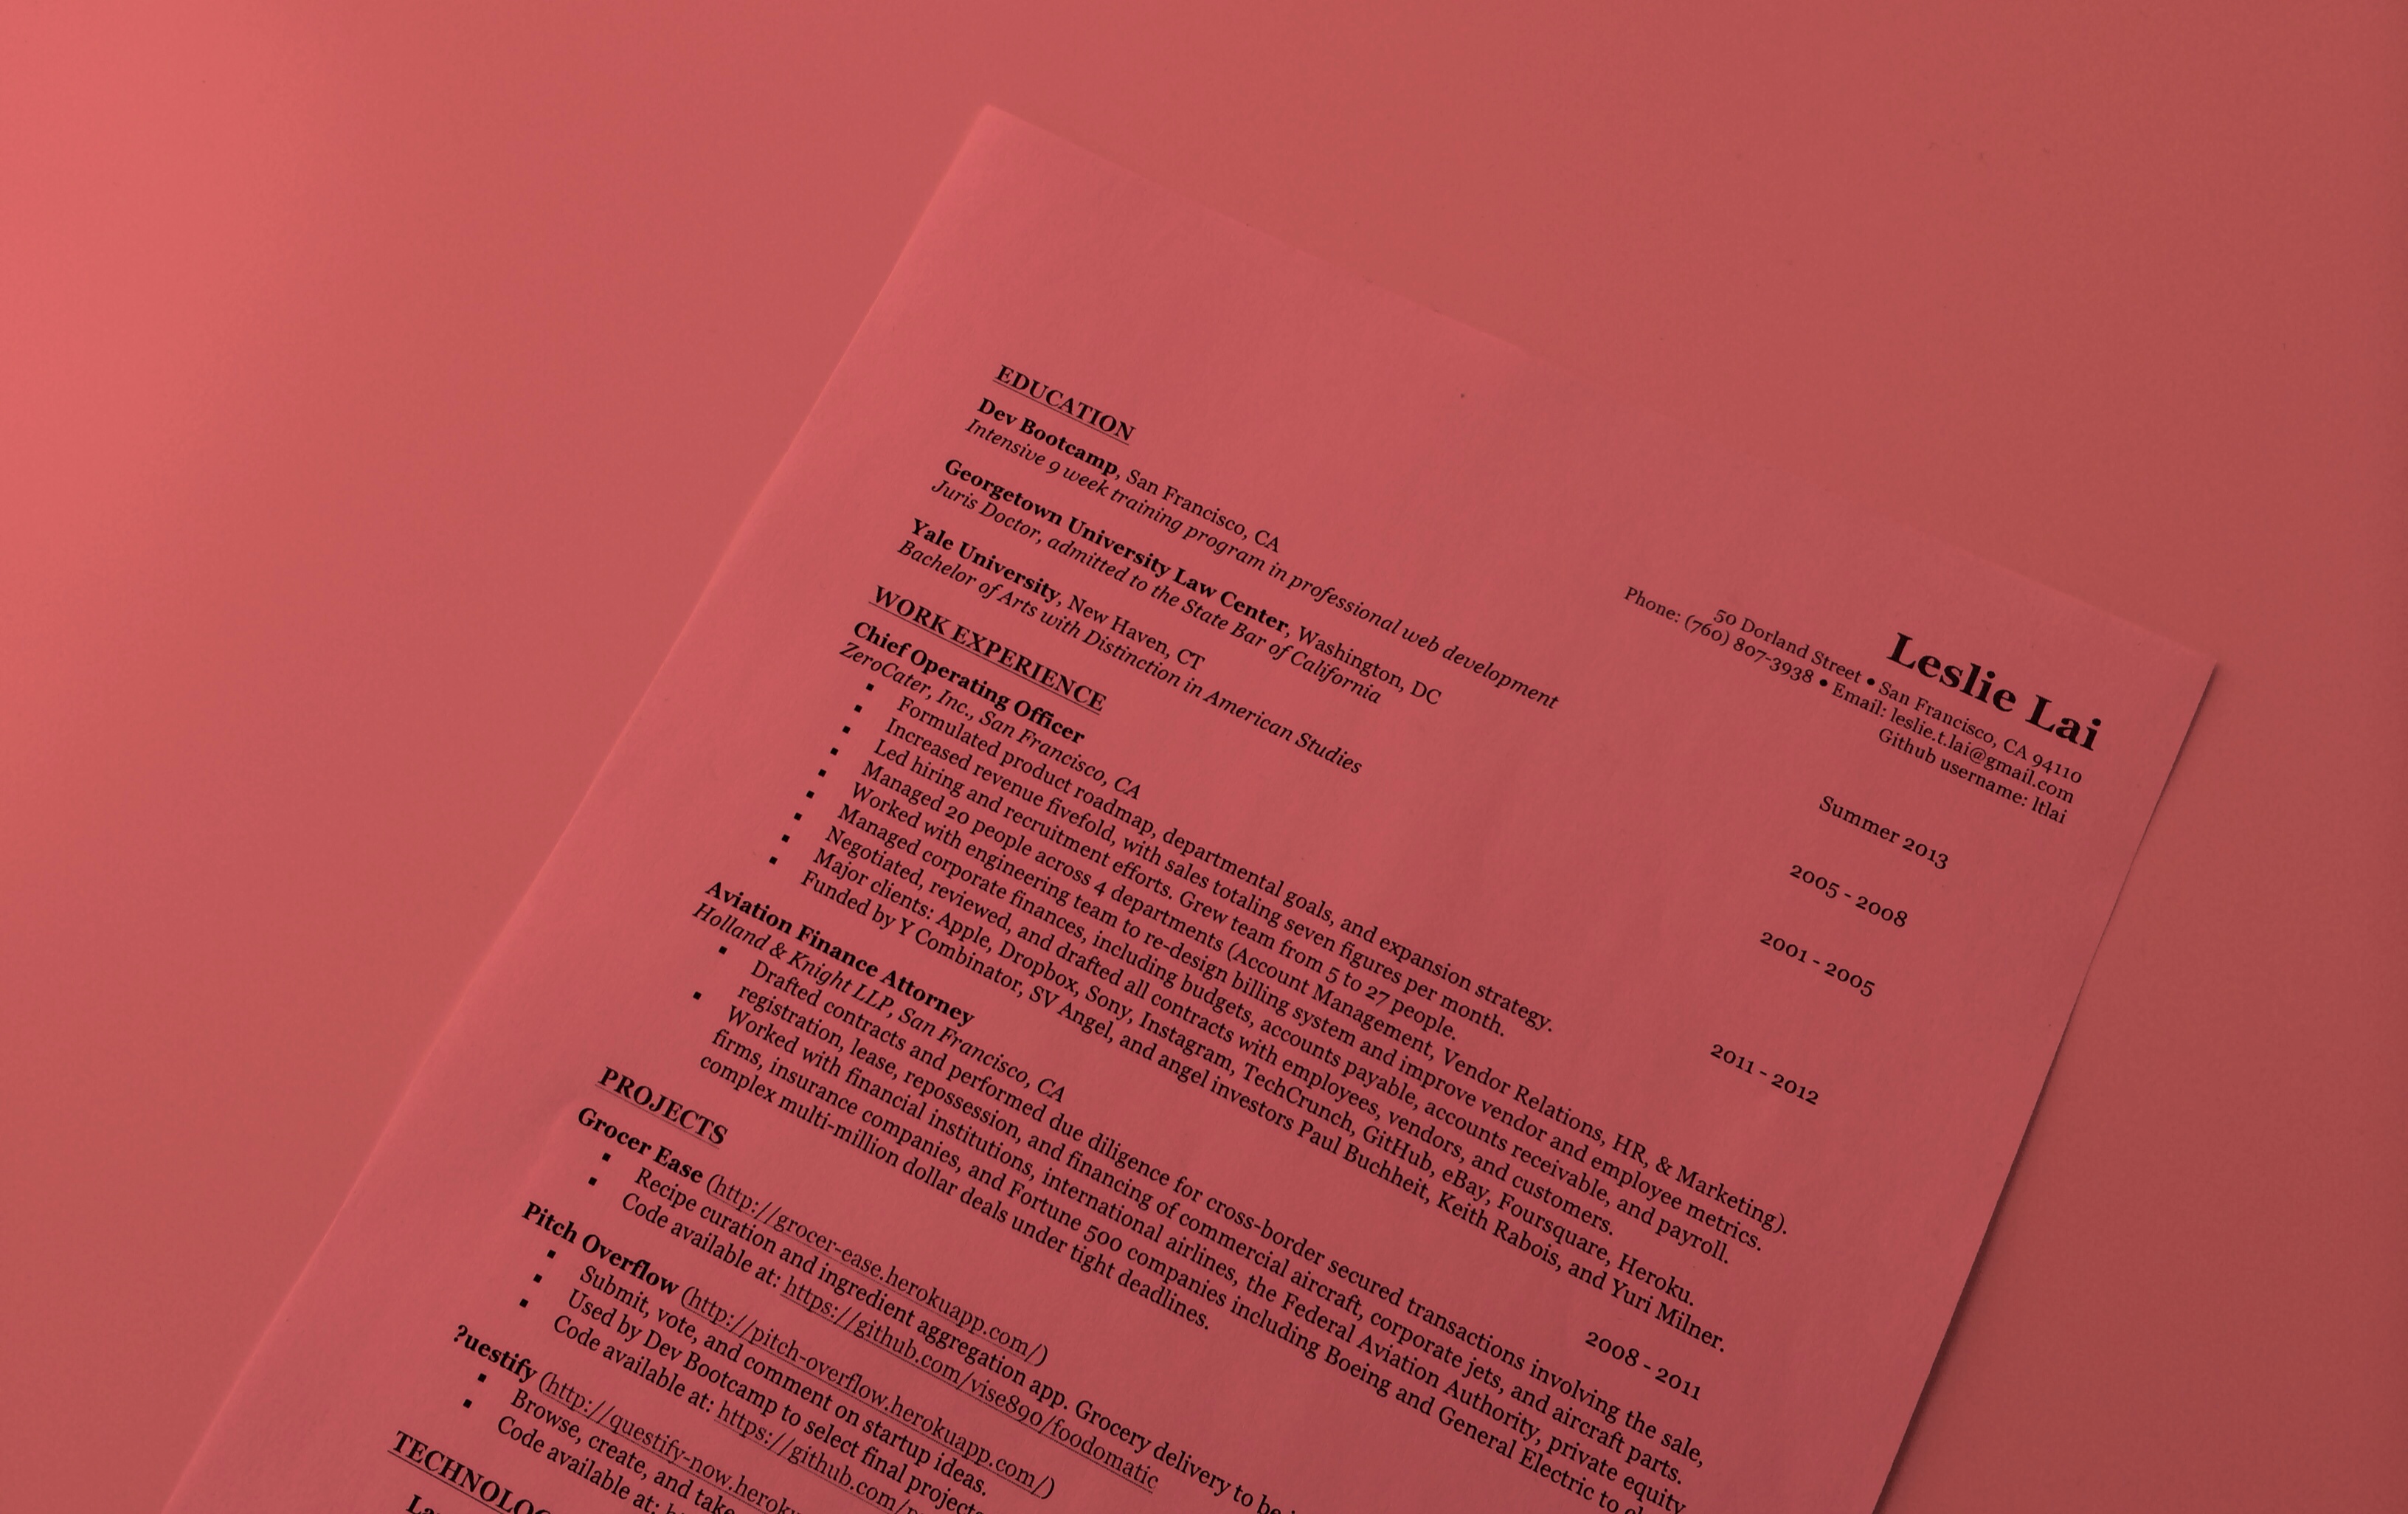 Leslie Lai
50 Dorland Street • San Francisco, CA 94110
Phone: (760) 807-3938 • Email: leslie.t.lai@gmail.com
Github username: ltlai
EDUCATION
Dev Bootcamp, San Francisco, CA Summer 2013
Intensive 9 week training program in professional web development
Georgetown University Law Center, Washington, DC 2005 - 2008
Juris Doctor, admitted to the State Bar of California
Yale University, New Haven, CT 2001 - 2005
Bachelor of Arts with Distinction in American Studies
WORK EXPERIENCE
Chief Operating Officer 2011 - 2012
ZeroCater, Inc., San Francisco, CA
▪ Formulated product roadmap, departmental goals, and expansion strategy.
▪ Increased revenue fivefold, with sales totaling seven figures per month.
▪ Led hiring and recruitment efforts. Grew team from 5 to 27 people.
▪ Managed 20 people across 4 departments (Account Management, Vendor Relations, HR, & Marketing).
▪ Worked with engineering team to re-design billing system and improve vendor and employee metrics.
▪ Managed corporate finances, including budgets, accounts payable, accounts receivable, and payroll.
▪ Negotiated, reviewed, and drafted all contracts with employees, vendors, and customers.
▪ Major clients: Apple, Dropbox, Sony, Instagram, TechCrunch, GitHub, eBay, Foursquare, Heroku.
▪ Funded by Y Combinator, SV Angel, and angel investors Paul Buchheit, Keith Rabois, and Yuri Milner.
Aviation Finance Attorney 2008 - 2011
Holland & Knight LLP, San Francisco, CA
▪ Drafted contracts and performed due diligence for cross-border secured transactions involving the sale,
registration, lease, repossession, and financing of commercial aircraft, corporate jets, and aircraft parts.
▪ Worked with financial institutions, international airlines, the Federal Aviation Authority, private equity
firms, insurance companies, and Fortune 500 companies including Boeing and General Electric to
complex multi-million dollar deals under tight deadlines.
PROJECTS
Grocer Ease (http://grocer-ease.herokuapp.com/)
▪ Recipe curation and ingredient aggregation app. Grocery delivery to be
▪ Code available at: https://github.com/vise890/foodomatic
Pitch Overflow (http://pitch-overflow.herokuapp.com/)
▪ Submit, vote, and comment on startup ideas.
▪ Used by Dev Bootcamp to select final projects
▪ Code available at: https://github.com/
?uestify (http://questify-now.heroku
▪ Browse, create, and take
▪ Code available at:
TECHNOLO